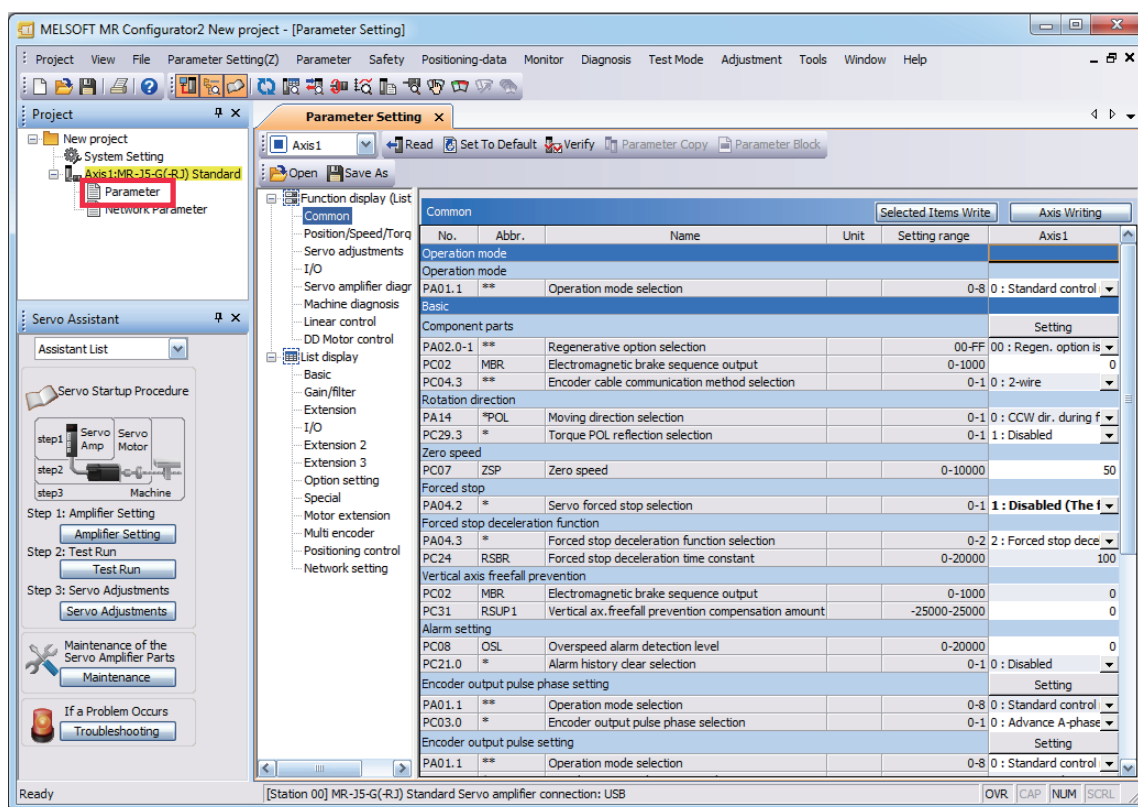 MELSOFT MR Configurator2 New project - [Parameter Setting]
Project View File Parameter Setting(Z) Parameter Safety Positioning-data Monitor Diagnosis Test Mode Adjustment Tools Window Help
Project
New project
System Setting
Axis1:MR-J5-G(-RJ) Standard
Parameter
Network Parameter
Servo Assistant
Assistant List
Servo Startup Procedure
step1 Servo Amp Servo Motor
step2
step3 Machine
Step 1: Amplifier Setting
Amplifier Setting
Step 2: Test Run
Test Run
Step 3: Servo Adjustments
Servo Adjustments
Maintenance of the
Servo Amplifier Parts
Maintenance
If a Problem Occurs
Troubleshooting
Parameter Setting
Axis1 Read Set To Default Verify Parameter Copy Parameter Block
Open Save As
Function display (List
Common
Position/Speed/Torq
Servo adjustments
I/O
Servo amplifier diagr
Machine diagnosis
Linear control
DD Motor control
List display
Basic
Gain/filter
Extension
I/O
Extension 2
Extension 3
Option setting
Special
Motor extension
Multi encoder
Positioning control
Network setting
Common Selected Items Write Axis Writing
No. Abbr. Name Unit Setting range Axis1
Operation mode
Operation mode
PA01.1 ** Operation mode selection 0-8 0 : Standard control
Basic
Component parts Setting
PA02.0-1 ** Regenerative option selection 00-FF 00 : Regen. option is
PC02 MBR Electromagnetic brake sequence output 0-1000 0
PC04.3 ** Encoder cable communication method selection 0-1 0 : 2-wire
Rotation direction
PA14 *POL Moving direction selection 0-1 0 : CCW dir. during f
PC29.3 * Torque POL reflection selection 0-1 1 : Disabled
Zero speed
PC07 ZSP Zero speed 0-10000 50
Forced stop
PA04.2 * Servo forced stop selection 0-1 1 : Disabled (The f
Forced stop deceleration function
PA04.3 * Forced stop deceleration function selection 0-2 2 : Forced stop dece
PC24 RSBR Forced stop deceleration time constant 0-20000 100
Vertical axis freefall prevention
PC02 MBR Electromagnetic brake sequence output 0-1000 0
PC31 RSUP1 Vertical ax.freefall prevention compensation amount -25000-25000 0
Alarm setting
PC08 OSL Overspeed alarm detection level 0-20000 0
PC21.0 * Alarm history clear selection 0-1 0 : Disabled
Encoder output pulse phase setting Setting
PA01.1 ** Operation mode selection 0-8 0 : Standard control
PC03.0 * Encoder output pulse phase selection 0-1 0 : Advance A-phase
Encoder output pulse setting Setting
PA01.1 ** Operation mode selection 0-8 0 : Standard control
Ready [Station 00] MR-J5-G(-RJ) Standard Servo amplifier connection: USB OVR CAP NUM SCRL